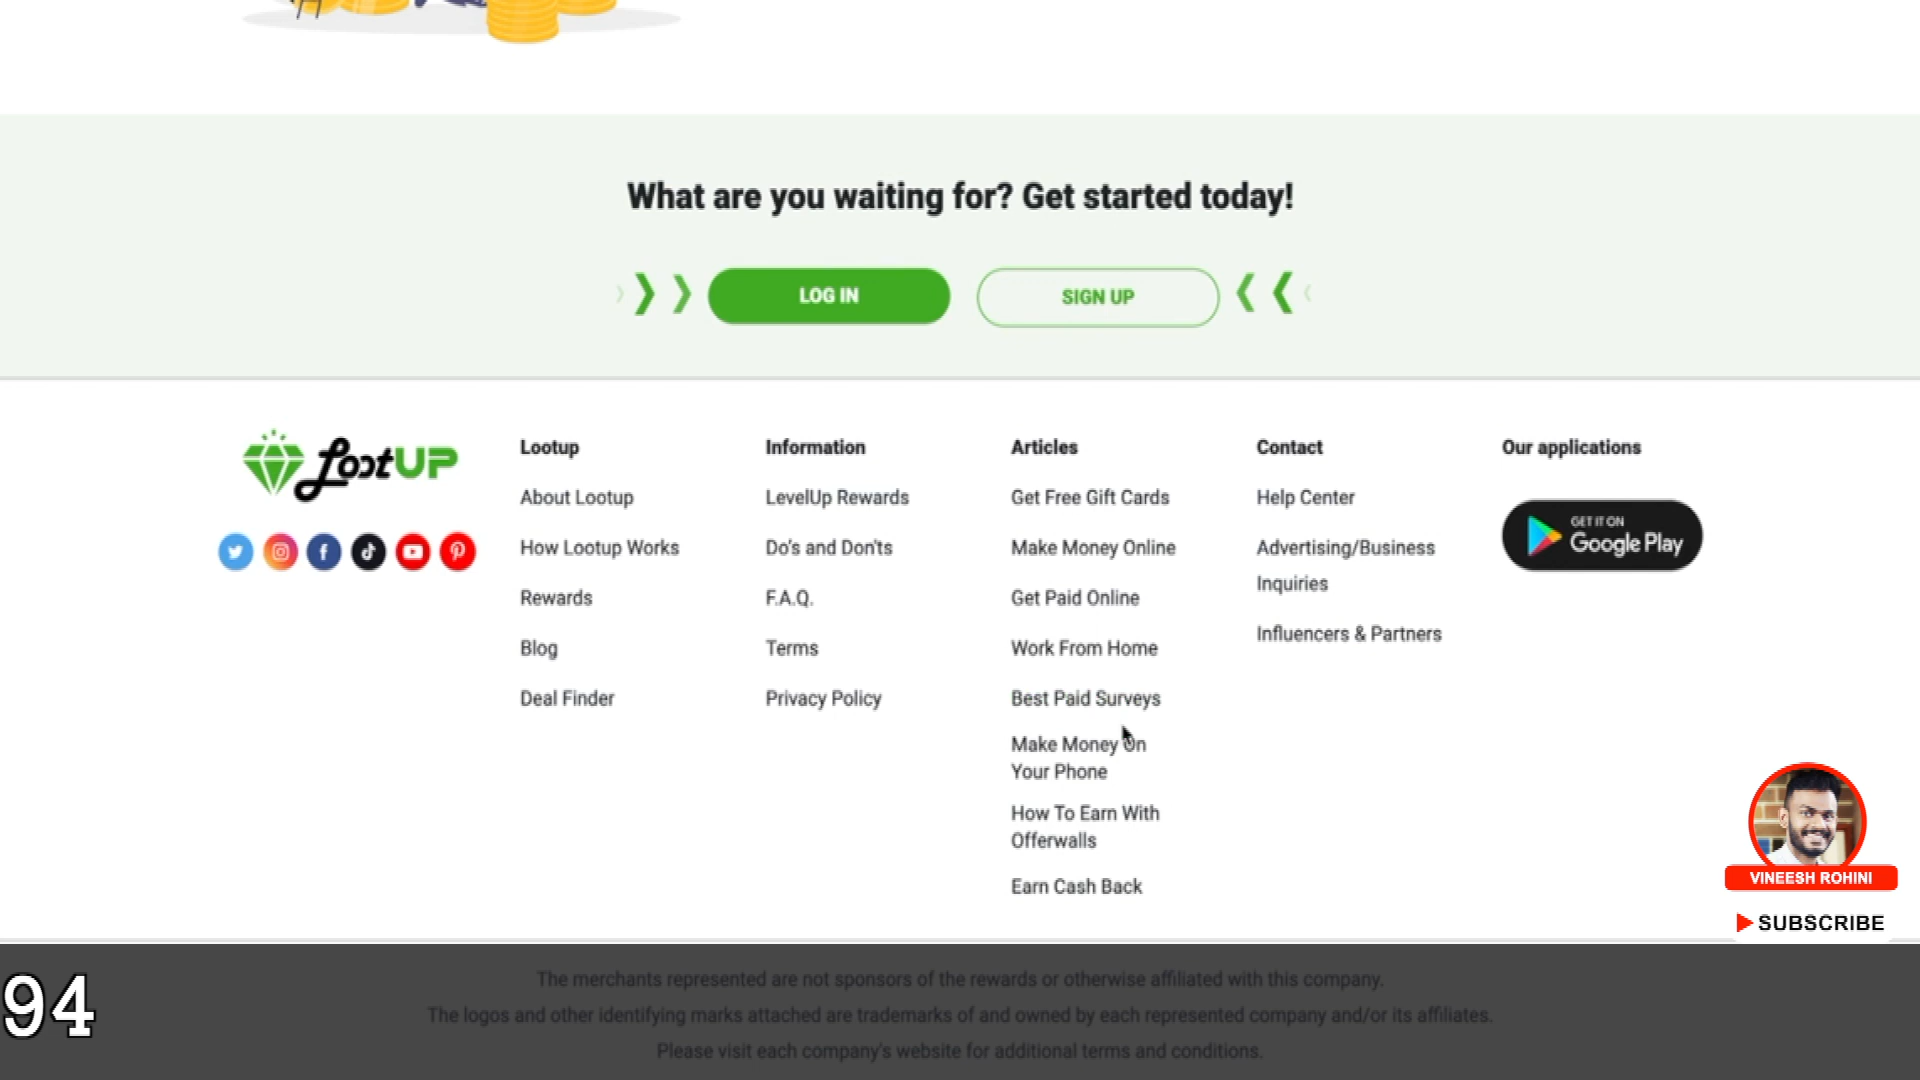 What are you waiting for? Get started today!
LOG IN
SIGN UP
LootUP
Lootup
About Lootup
How Lootup Works
Rewards
Blog
Deal Finder
Information
LevelUp Rewards
Do's and Don'ts
F.A.Q.
Terms
Privacy Policy
Articles
Get Free Gift Cards
Make Money Online
Get Paid Online
Work From Home
Best Paid Surveys
Make Money On
Your Phone
How To Earn With
Offerwalls
Earn Cash Back
Contact
Help Center
Advertising/Business
Inquiries
Influencers & Partners
Our applications
GET IT ON
Google Play
VINEESH ROHINI
SUBSCRIBE
94
The merchants represented are not sponsors of the rewards or otherwise affiliated with this company.
The logos and other identifying marks attached are trademarks of and owned by each represented company and/or its affiliates.
Please visit each company's website for additional terms and conditions.